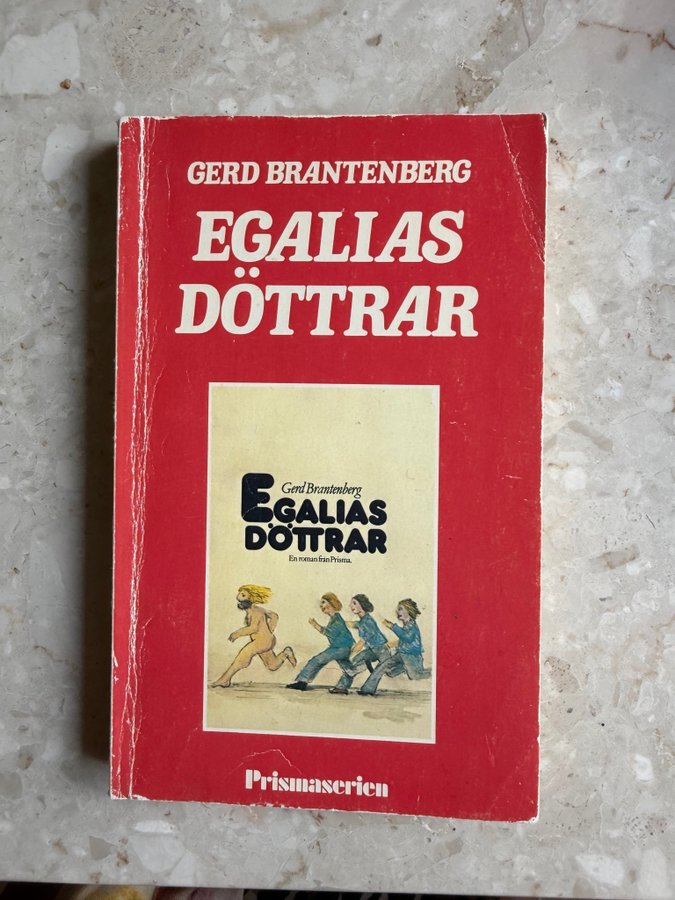 GERD BRANTENBERG
EGALIAS
DÖTTRAR
Gerd Brantenberg
EGALIAS
DÖTTRAR
En roman från Prisma.
Prismaserien